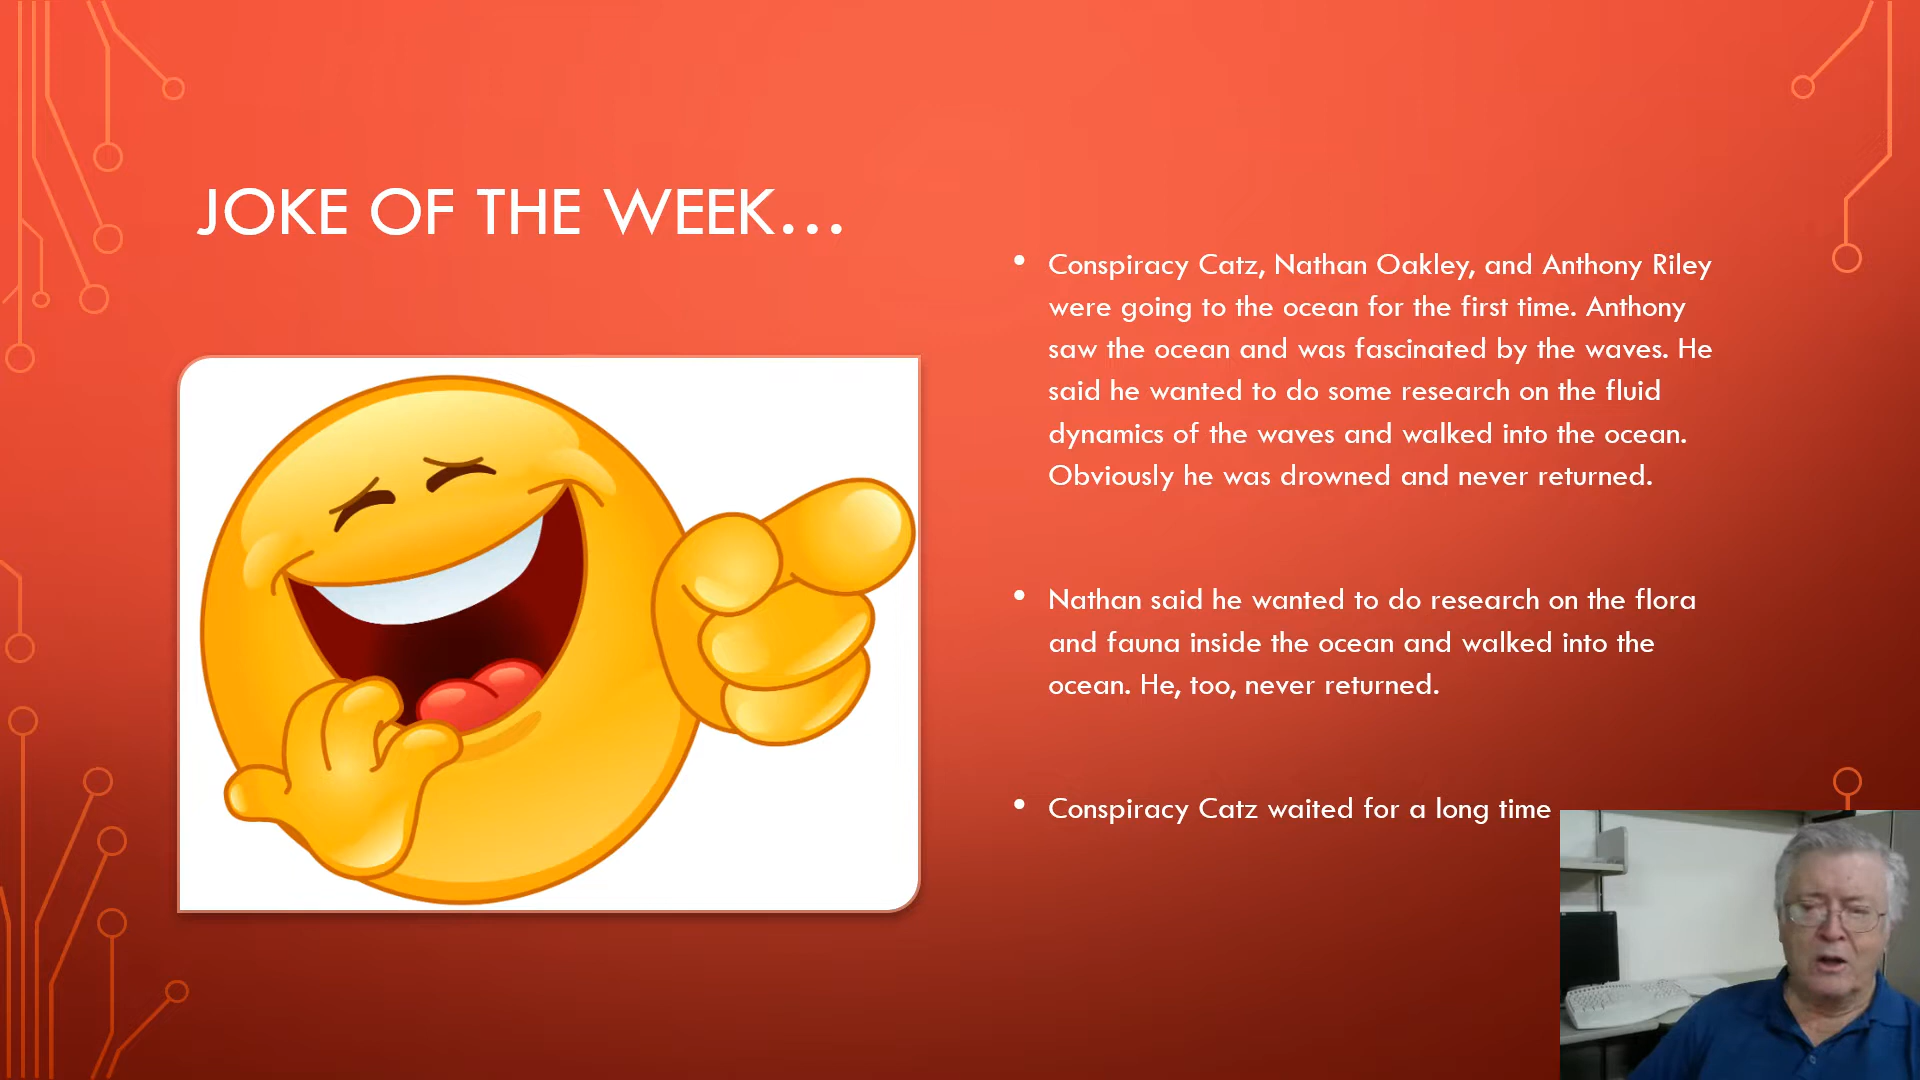 JOKE OF THE WEEK...
• Conspiracy Catz, Nathan Oakley, and Anthony Riley
were going to the ocean for the first time. Anthony
saw the ocean and was fascinated by the waves. He
said he wanted to do some research on the fluid
dynamics of the waves and walked into the ocean.
Obviously he was drowned and never returned.
• Nathan said he wanted to do research on the flora
and fauna inside the ocean and walked into the
ocean. He, too, never returned.
• Conspiracy Catz waited for a long time